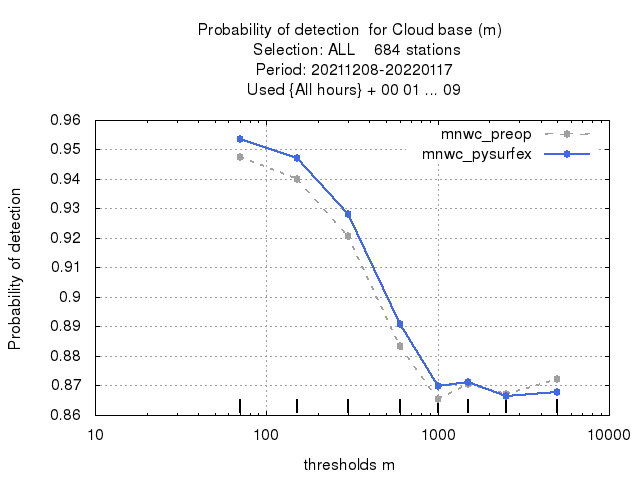 Probability of detection  for Cloud base (m)
Selection: ALL    684 stations
Period: 20211208-20220117
Used {All hours} + 00 01 ... 09
mnwc_preop
mnwc_pysurfex
Probability of detection
0.96
0.95
0.94
0.93
0.92
0.91
0.9
0.89
0.88
0.87
0.86
10 100 1000 10000
thresholds m